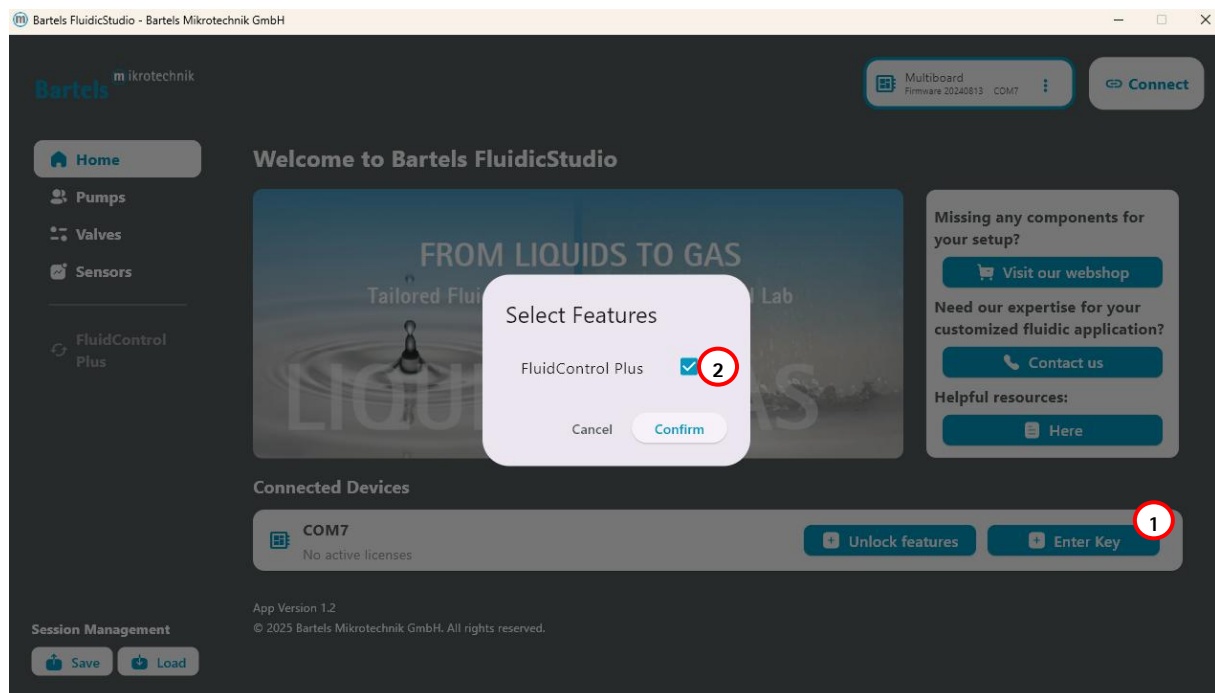 Bartels FluidicStudio - Bartels Mikrotechnik GmbH
Bartels mikrotechnik
Multiboard
Firmware 20240813 COM7
Connect
Home
Pumps
Valves
Sensors
FluidControl
Plus
Welcome to Bartels FluidicStudio
FROM LIQUIDS TO GAS
Tailored Lab
LIQU AS
Select Features
FluidControl Plus
2
Cancel Confirm
Missing any components for
your setup?
Visit our webshop
Need our expertise for your
customized fluidic application?
Contact us
Helpful resources:
Here
Connected Devices
COM7
No active licenses
Unlock features
Enter Key
1
App Version 1.2
© 2025 Bartels Mikrotechnik GmbH. All rights reserved.
Session Management
Save Load